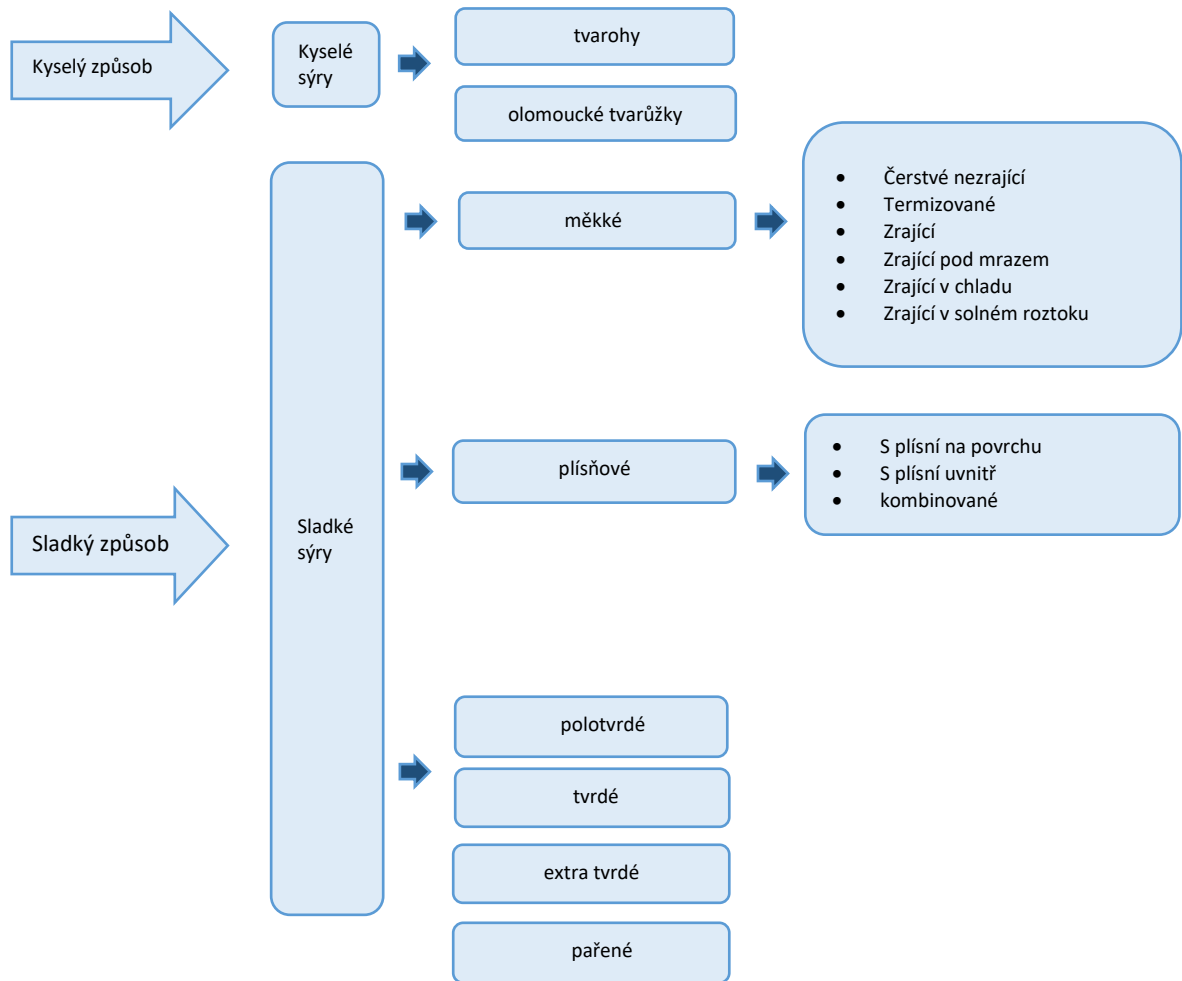 Kyselý způsob
Kyselé
sýry
tvarohy
olomoucké tvarůžky
Sladký způsob
Sladké
sýry
měkké
• Čerstvé nezrající
• Termizované
• Zrající
• Zrající pod mrazem
• Zrající v chladu
• Zrající v solném roztoku
plísňové
• S plísní na povrchu
• S plísní uvnitř
• kombinované
polotvrdé
tvrdé
extra tvrdé
pařené